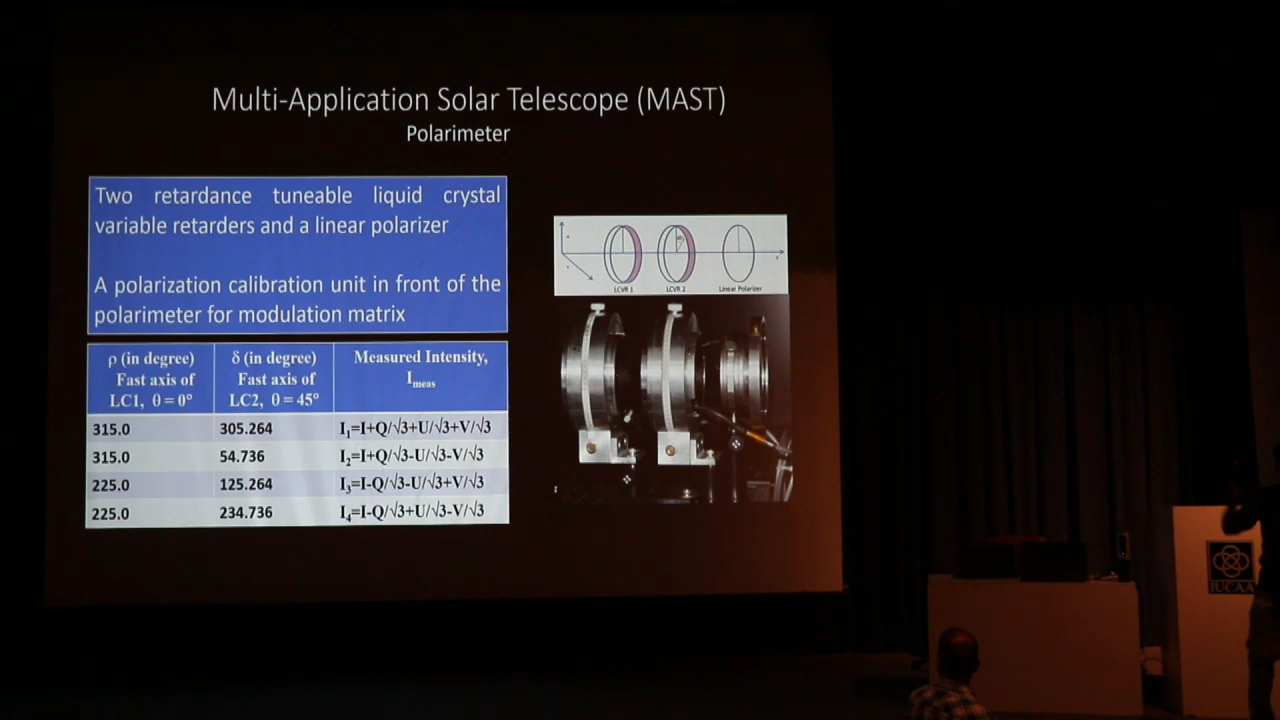 Multi-Application Solar Telescope (MAST)
Polarimeter
Two retardance tuneable liquid crystal
variable retarders and a linear polarizer
A polarization calibration unit in front of the
polarimeter for modulation matrix
ρ (in degree)
Fast axis of
LC1, θ = 0°
δ (in degree)
Fast axis of
LC2, θ = 45°
Measured Intensity,
Imeas
315.0 305.264 I₁=I+Q/√3+U/√3+V/√3
315.0 54.736 I₂=I+Q/√3-U/√3-V/√3
225.0 125.264 I₃=I-Q/√3-U/√3+V/√3
225.0 234.736 I₄=I-Q/√3+U/√3-V/√3
LCVR 1
LCVR 2
Linear Polarizer
IUCAA